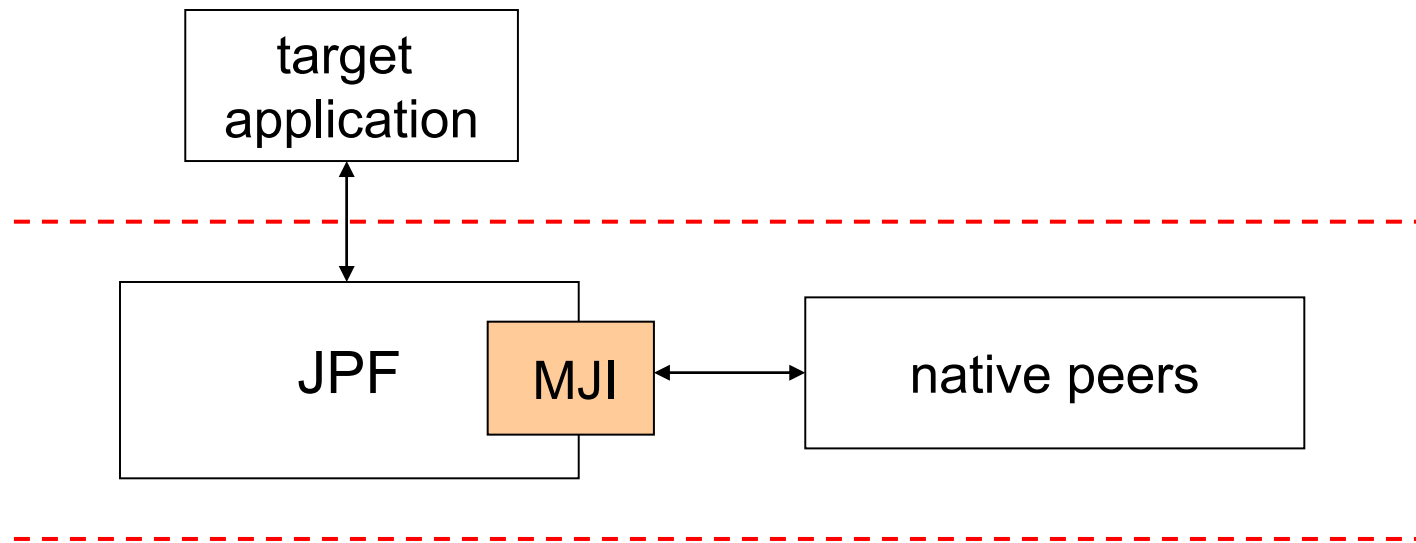 target
application
JPF
MJI
native peers